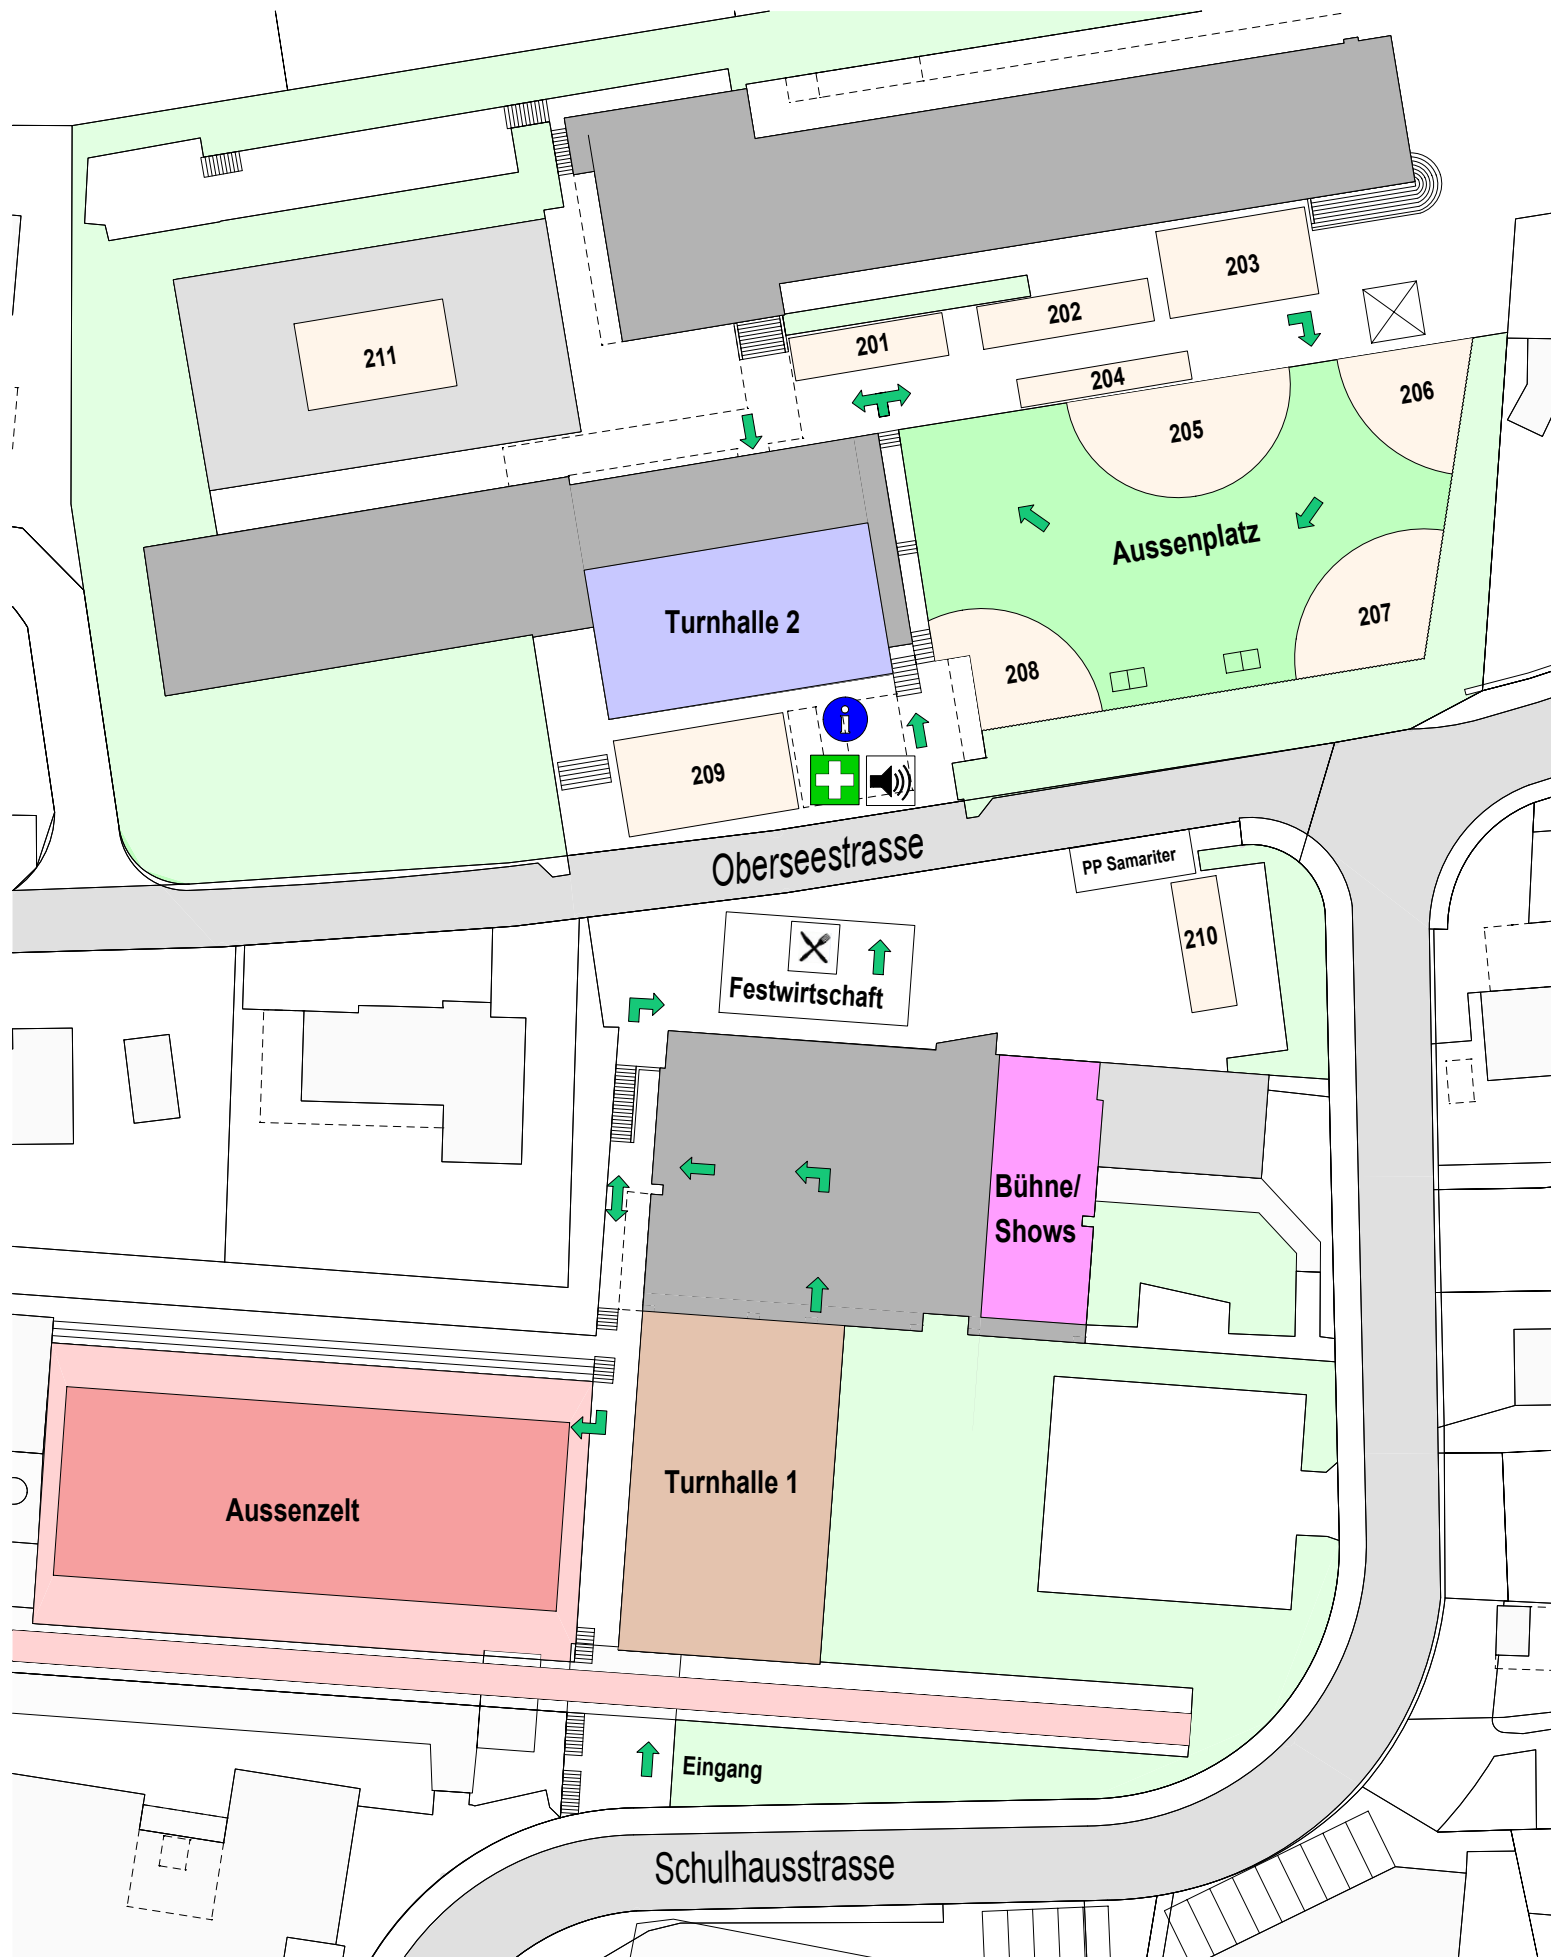 203
202
201
211
204
206
205
Aussenplatz
Turnhalle 2
207
208
i
209
Oberseestrasse
PP Samariter
210
Festwirtschaft
Bühne/
Shows
Turnhalle 1
Aussenzelt
Eingang
Schulhausstrasse